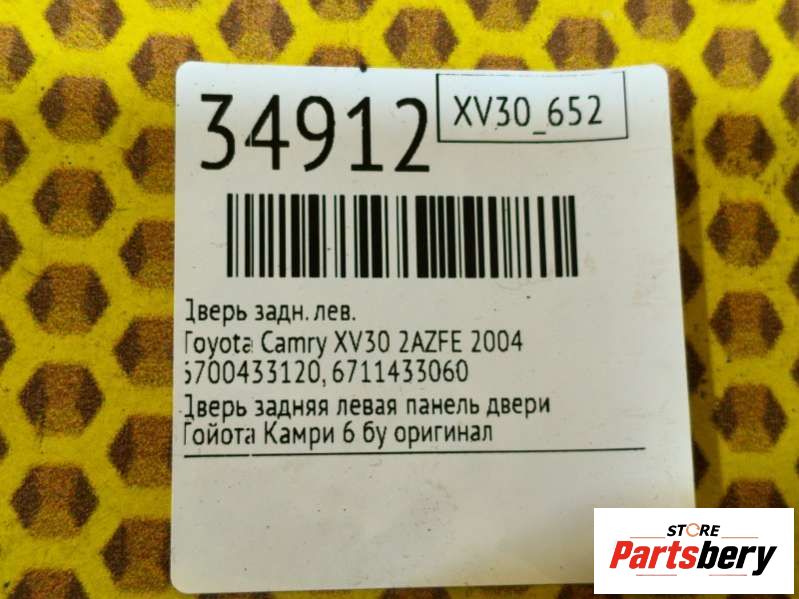 34912
XV30_652
Дверь задн. лев.
Toyota Camry XV30 2AZFE 2004
6700433120, 6711433060
Дверь задняя левая панель двери
Тойота Камри 6 бу оригинал
STORE
Partsbery